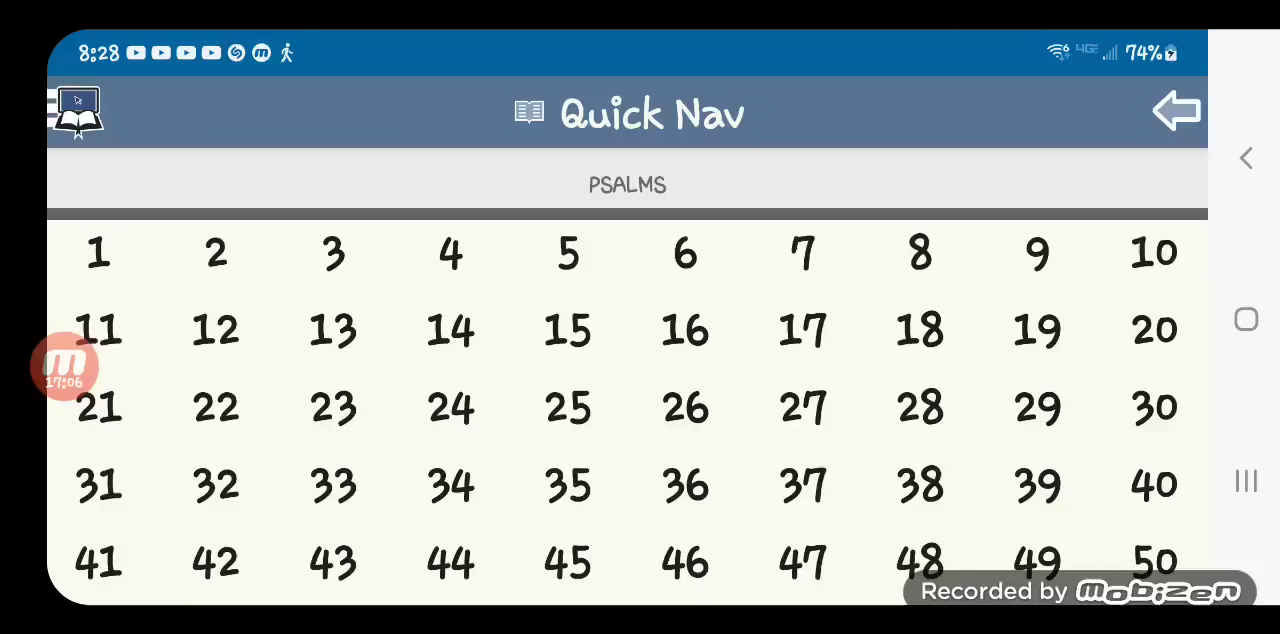 8:28 4GE 74%
Quick Nav
PSALMS
1 2 3 4 5 6 7 8 9 10
11 12 13 14 15 16 17 18 19 20
17:06
21 22 23 24 25 26 27 28 29 30
31 32 33 34 35 36 37 38 39 40
41 42 43 44 45 46 47 48 49 50
Recorded by mobizen